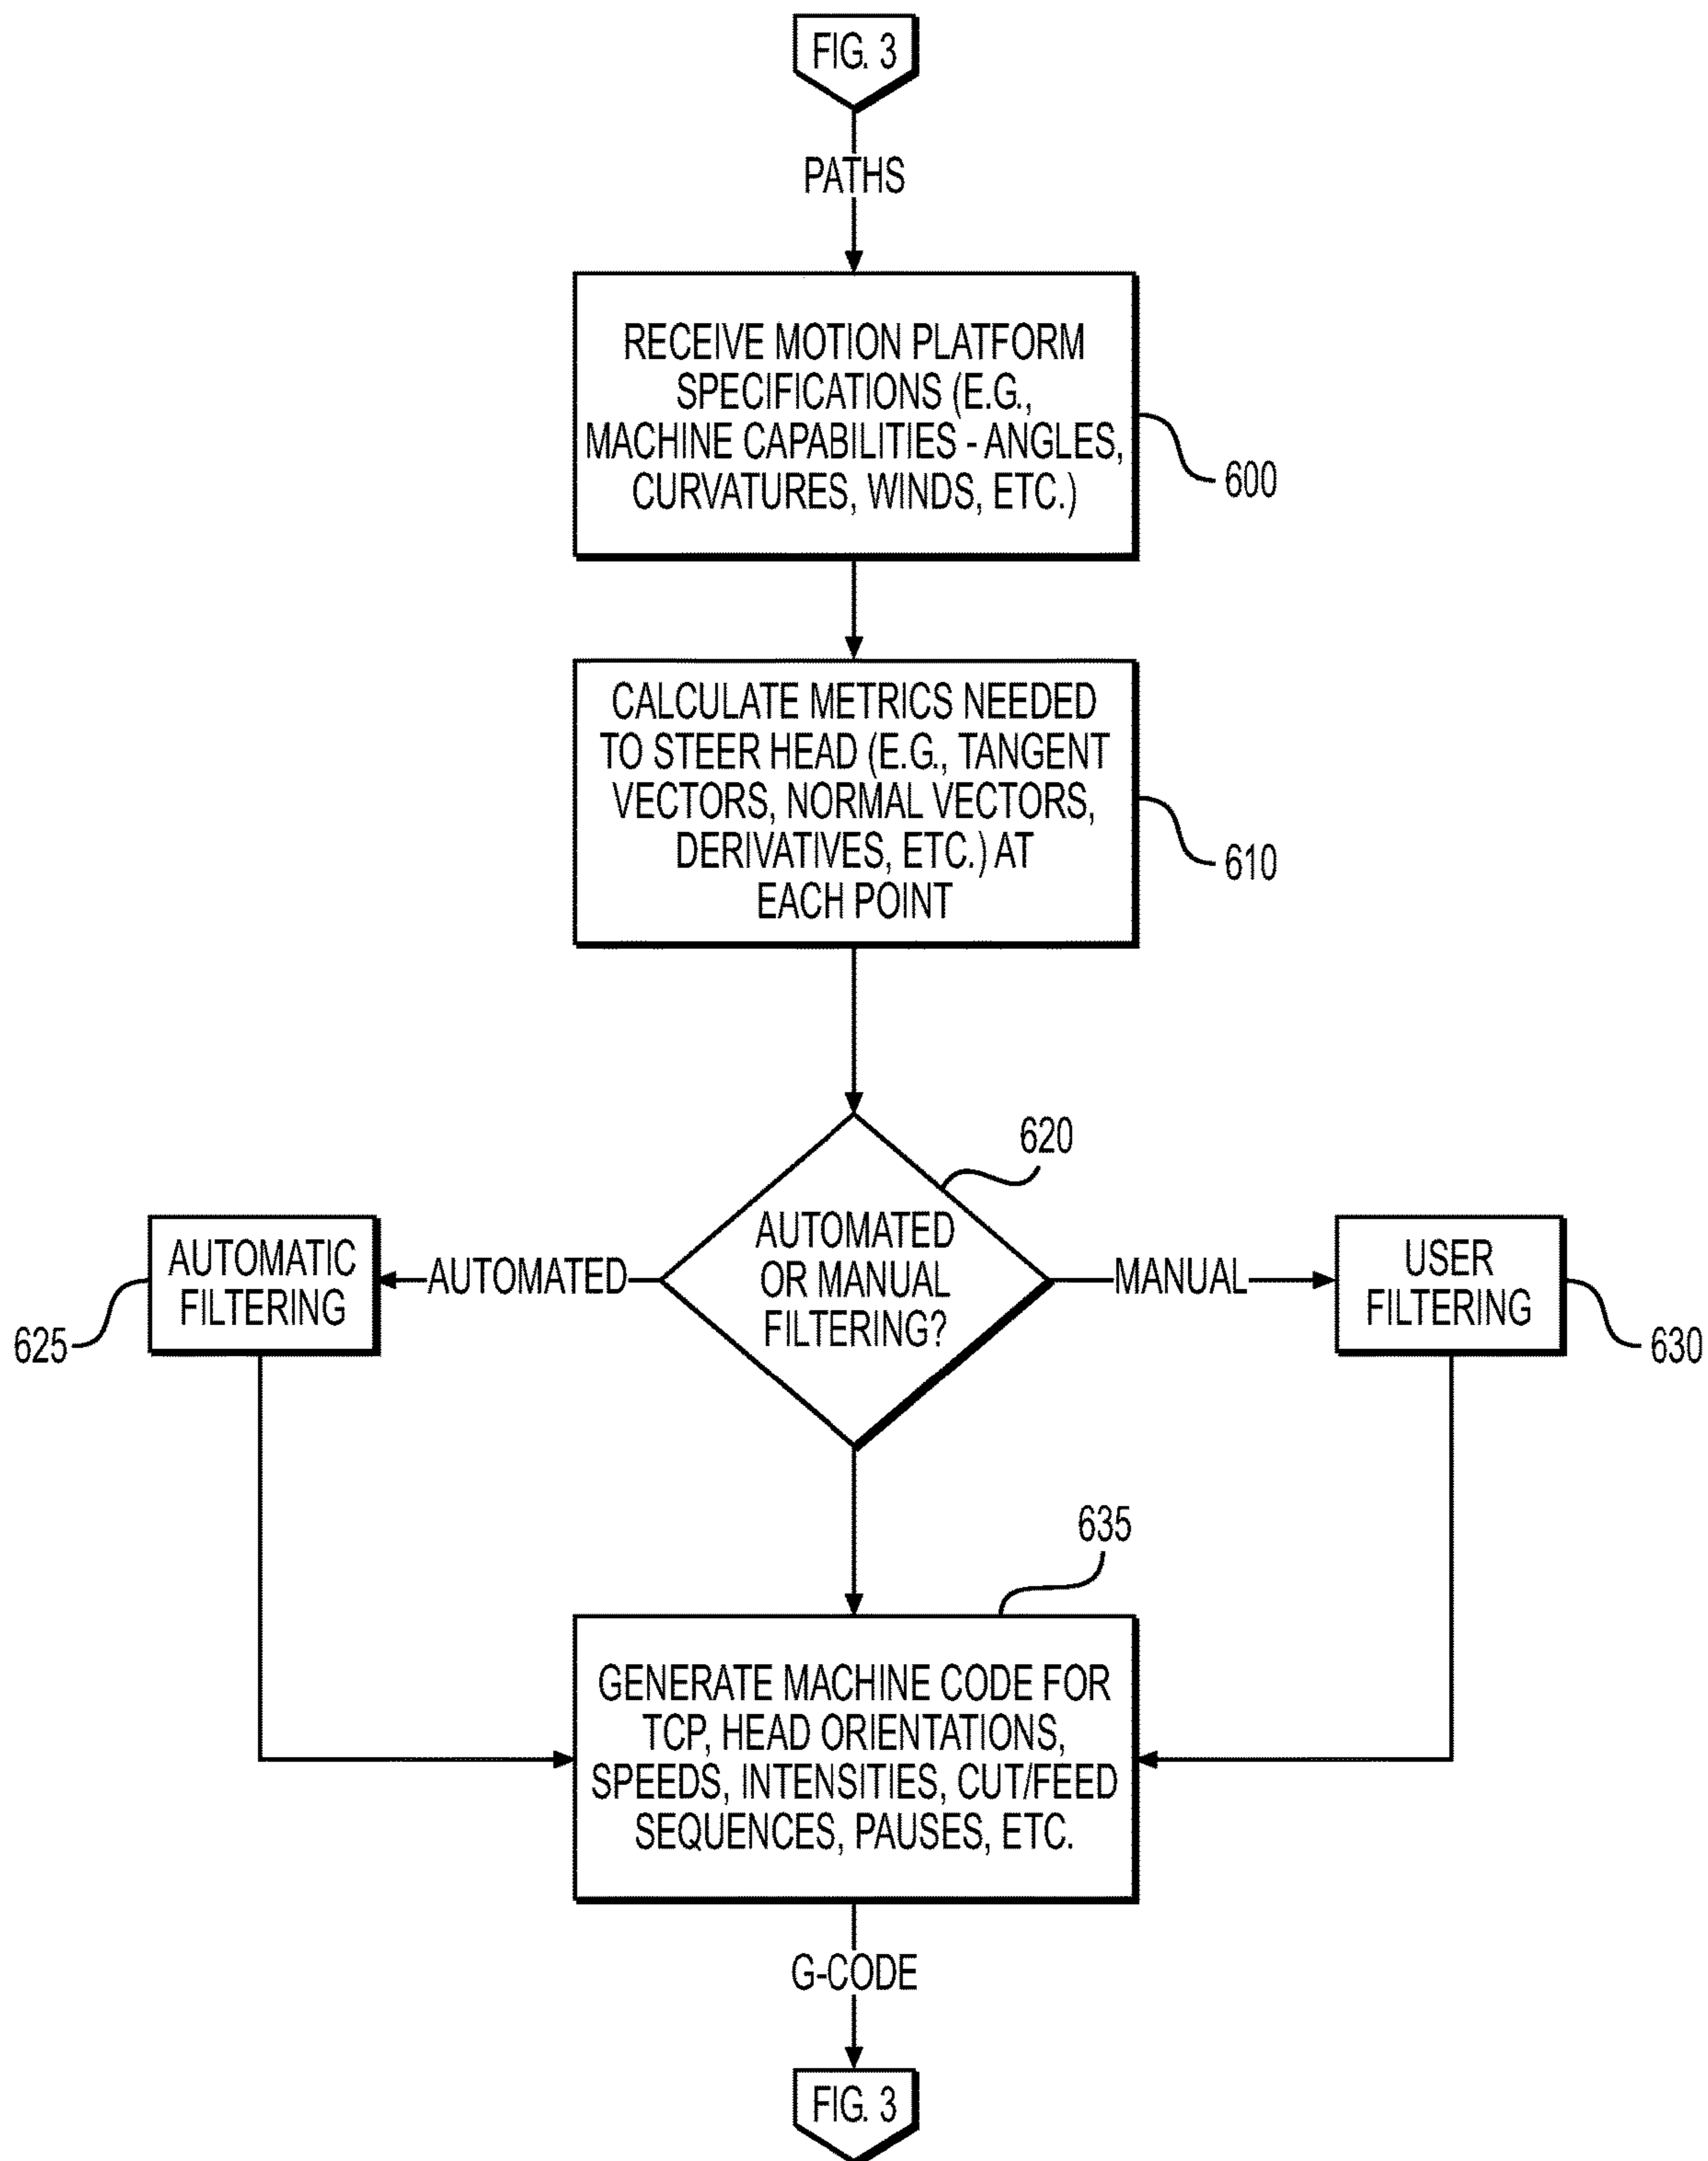 FIG. 3
PATHS
RECEIVE MOTION PLATFORM
SPECIFICATIONS (E.G.,
MACHINE CAPABILITIES - ANGLES,
CURVATURES, WINDS, ETC.)
600
CALCULATE METRICS NEEDED
TO STEER HEAD (E.G., TANGENT
VECTORS, NORMAL VECTORS,
DERIVATIVES, ETC.) AT
EACH POINT
610
620
AUTOMATED
OR MANUAL
FILTERING?
AUTOMATED
AUTOMATIC
FILTERING
625
MANUAL
USER
FILTERING
630
635
GENERATE MACHINE CODE FOR
TCP, HEAD ORIENTATIONS,
SPEEDS, INTENSITIES, CUT/FEED
SEQUENCES, PAUSES, ETC.
G-CODE
FIG. 3